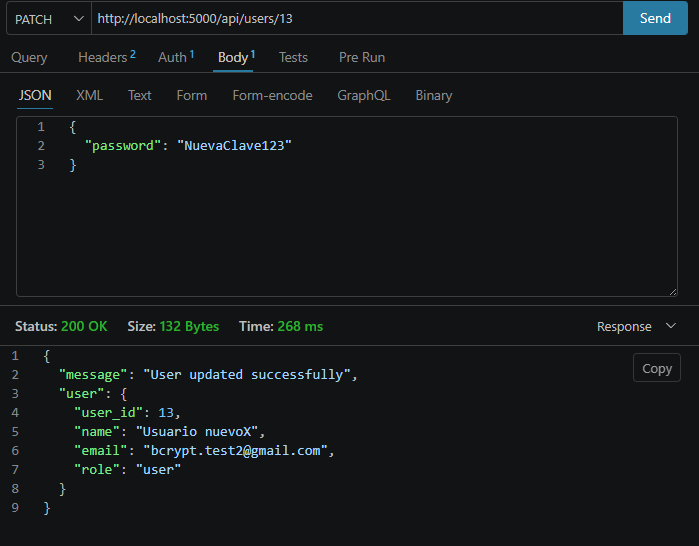 PATCH http://localhost:5000/api/users/13 Send
Query Headers 2 Auth 1 Body 1 Tests Pre Run
JSON XML Text Form Form-encode GraphQL Binary
1 {
2 "password": "NuevaClave123"
3 }
Status: 200 OK Size: 132 Bytes Time: 268 ms Response
1 {
2 "message": "User updated successfully",
Copy
3 "user": {
4 "user_id": 13,
5 "name": "Usuario nuevoX",
6 "email": "bcrypt.test2@gmail.com",
7 "role": "user"
8 }
9 }